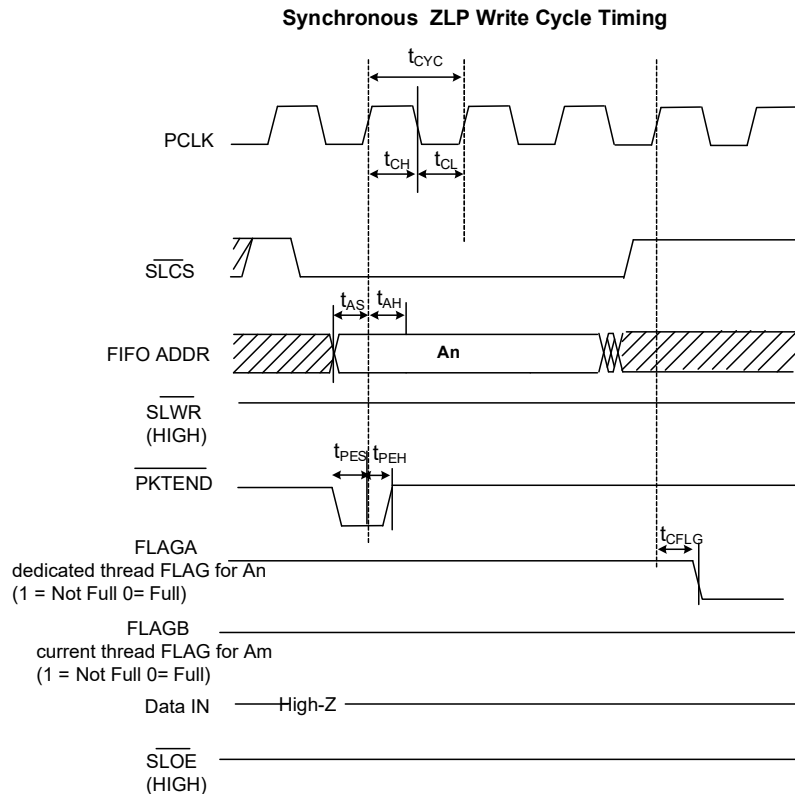 Synchronous ZLP Write Cycle Timing
tCYC
PCLK
tCH tCL
SLCS
tAS tAH
FIFO ADDR An
SLWR
(HIGH)
tPES tPEH
PKTEND
FLAGA
tCFLG
dedicated thread FLAG for An
(1 = Not Full 0= Full)
FLAGB
current thread FLAG for Am
(1 = Not Full 0= Full)
Data IN High-Z
SLOE
(HIGH)